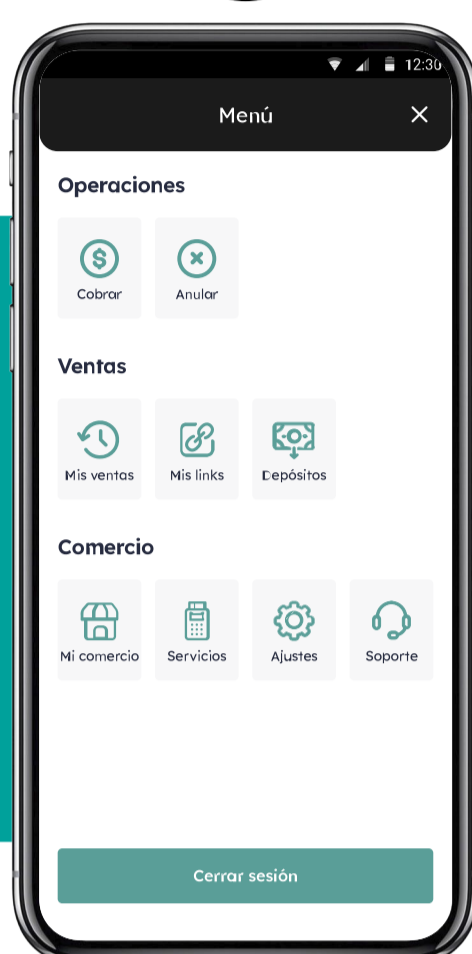 12:30
Menú
Operaciones
Cobrar Anular
Ventas
Mis ventas Mis links Depósitos
Comercio
Mi comercio Servicios Ajustes Soporte
Cerrar sesión